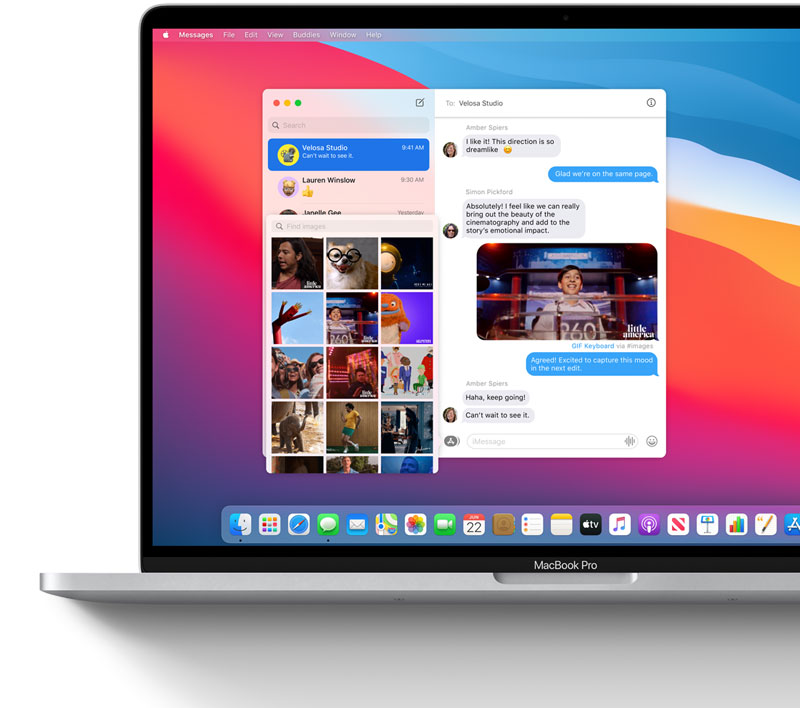 Messages File Edit View Buddies Window Help
To: Velosa Studio
Search
Velosa Studio 9:41 AM
Can't wait to see it.
Lauren Winslow 9:30 AM
Janelle Gee Yesterday
Find images
little america
Amber Spiers
I like it! This direction is so
dreamlike
Glad we're on the same page.
Simon Pickford
Absolutely! I feel like we can really
bring out the beauty of the
cinematography and add to the
story's emotional impact.
360
little
america
GIF Keyboard via #images
Agreed! Excited to capture this mood
in the next edit.
Amber Spiers
Haha, keep going!
Can't wait to see it.
iMessage
JUN
22
tv
MacBook Pro